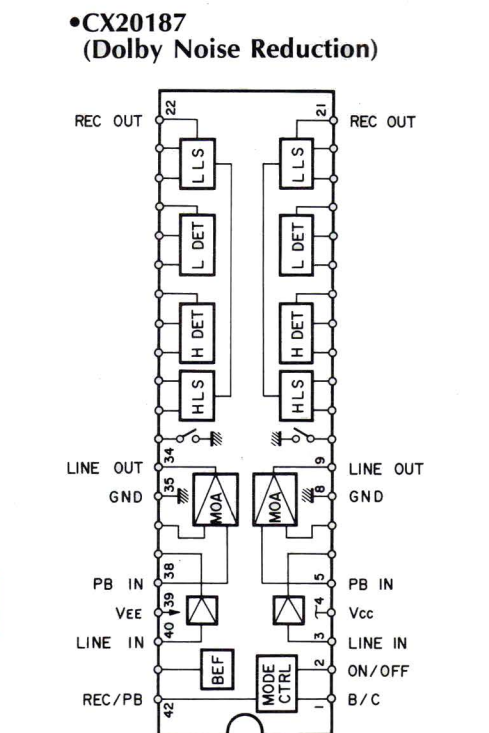 •CX20187
(Dolby Noise Reduction)
REC OUT 22 21 REC OUT
LLS LLS
L DET L DET
H DET H DET
HLS HLS
LINE OUT 34 9 LINE OUT
GND 35 MOA MOA 8 GND
PB IN 38 5 PB IN
VEE 39 4 Vcc
LINE IN 40 3 LINE IN
BEF 2 ON/OFF
REC/PB 42 MODE CTRL 1 B/C